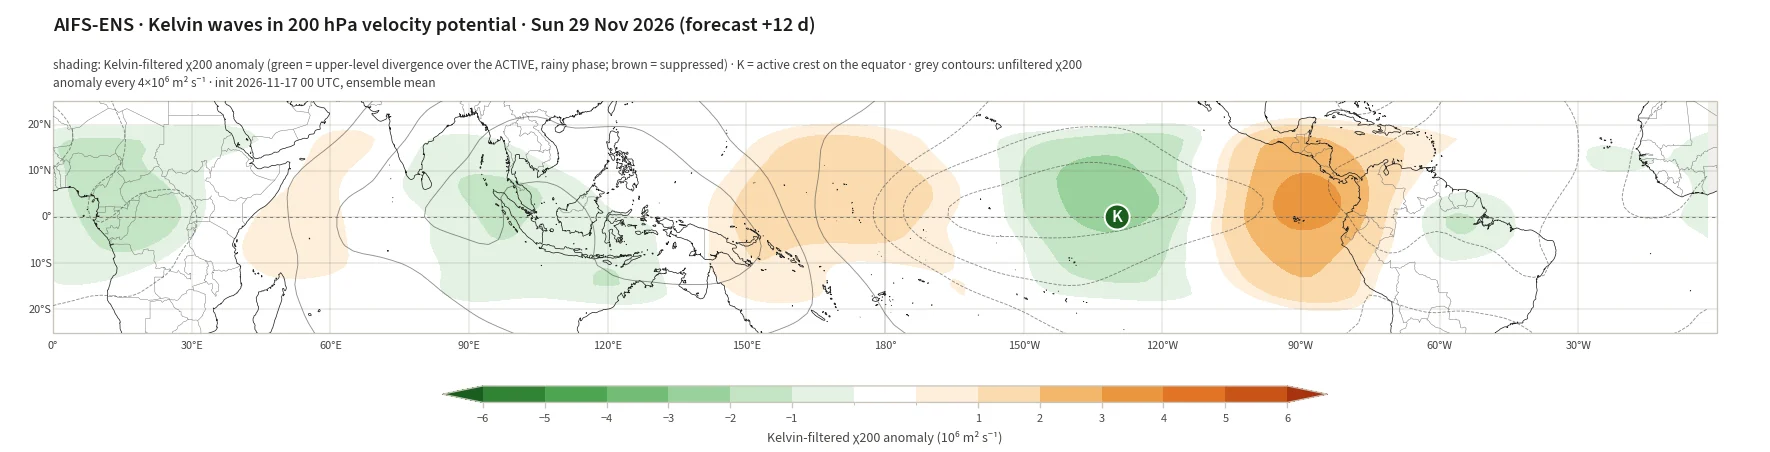 AIFS-ENS · Kelvin waves in 200 hPa velocity potential · Sun 29 Nov 2026 (forecast +12 d)
shading: Kelvin-filtered χ200 anomaly (green = upper-level divergence over the ACTIVE, rainy phase; brown = suppressed) · K = active crest on the equator · grey contours: unfiltered χ200
anomaly every 4×10⁶ m² s⁻¹ · init 2026-11-17 00 UTC, ensemble mean
20°N
10°N
0°
10°S
20°S
K
0° 30°E 60°E 90°E 120°E 150°E 180° 150°W 120°W 90°W 60°W 30°W
−6 −5 −4 −3 −2 −1 1 2 3 4 5 6
Kelvin-filtered χ200 anomaly (10⁶ m² s⁻¹)